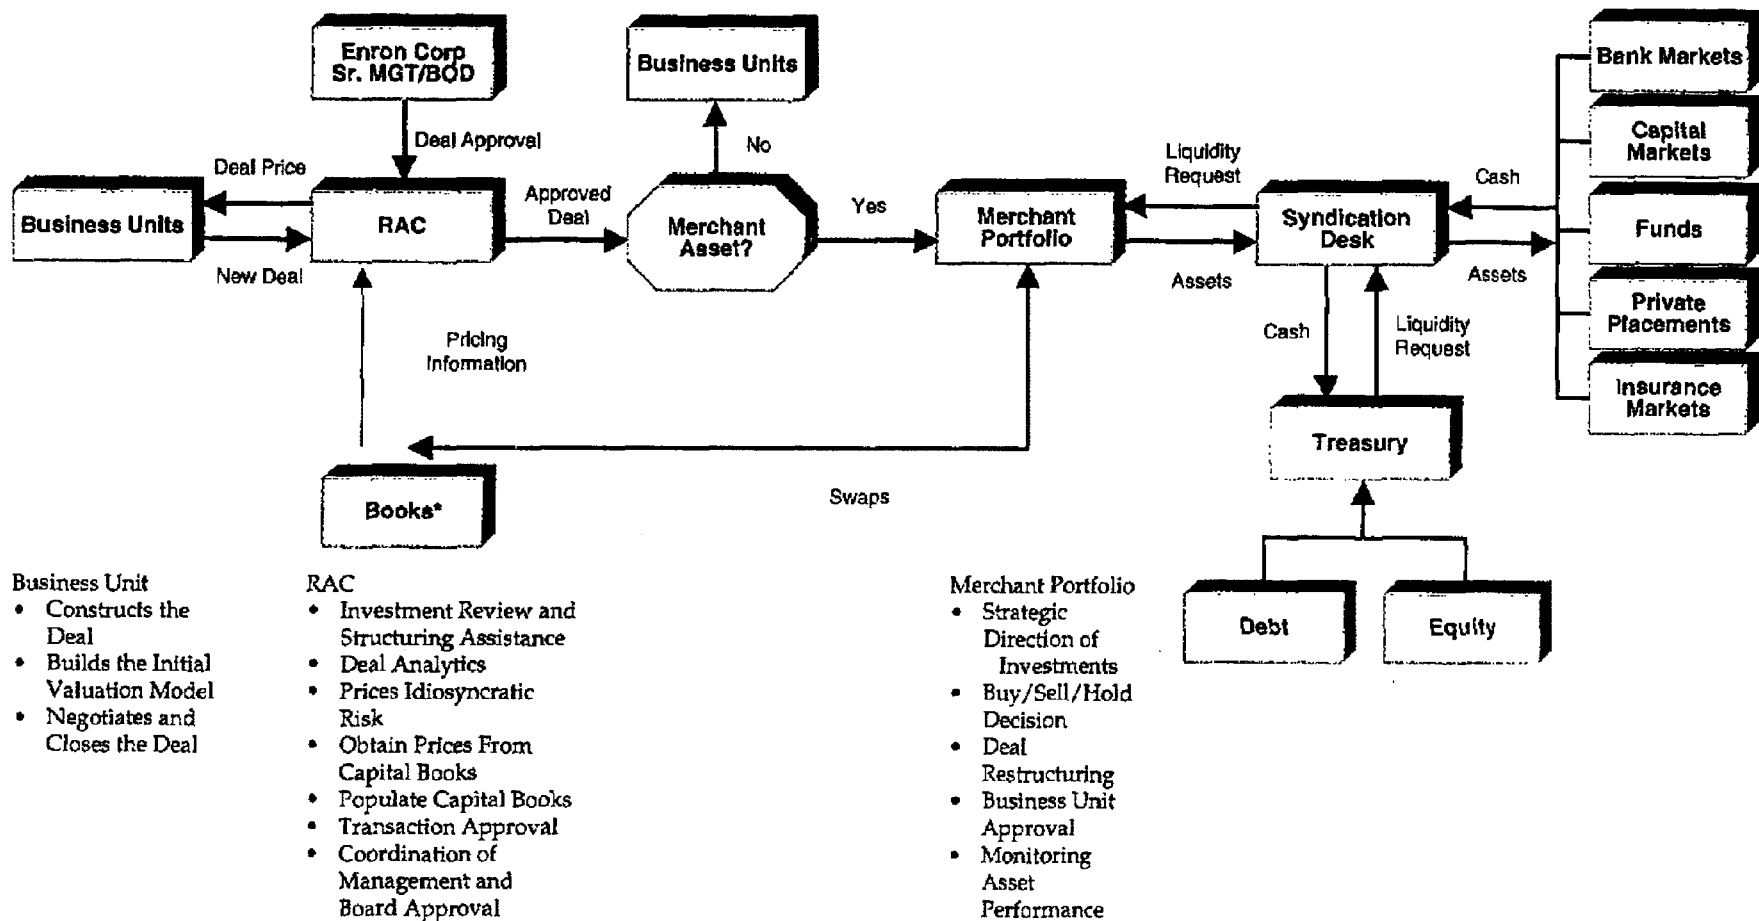 Enron Corp
Sr. MGT/BOD
Business Units
Bank Markets
Capital
Markets
Funds
Private
Placements
Insurance
Markets
Deal Approval
No
Deal Price
Business Units
New Deal
RAC
Approved
Deal
Merchant
Asset?
Yes
Merchant
Portfolio
Liquidity
Request
Assets
Syndication
Desk
Cash
Assets
Pricing
Information
Cash
Liquidity
Request
Treasury
Books*
Swaps
Debt
Equity
Business Unit
• Constructs the
Deal
• Builds the Initial
Valuation Model
• Negotiates and
Closes the Deal
RAC
• Investment Review and
Structuring Assistance
• Deal Analytics
• Prices Idiosyncratic
Risk
• Obtain Prices From
Capital Books
• Populate Capital Books
• Transaction Approval
• Coordination of
Management and
Board Approval
Merchant Portfolio
• Strategic
Direction of
Investments
• Buy/Sell/Hold
Decision
• Deal
Restructuring
• Business Unit
Approval
• Monitoring
Asset
Performance